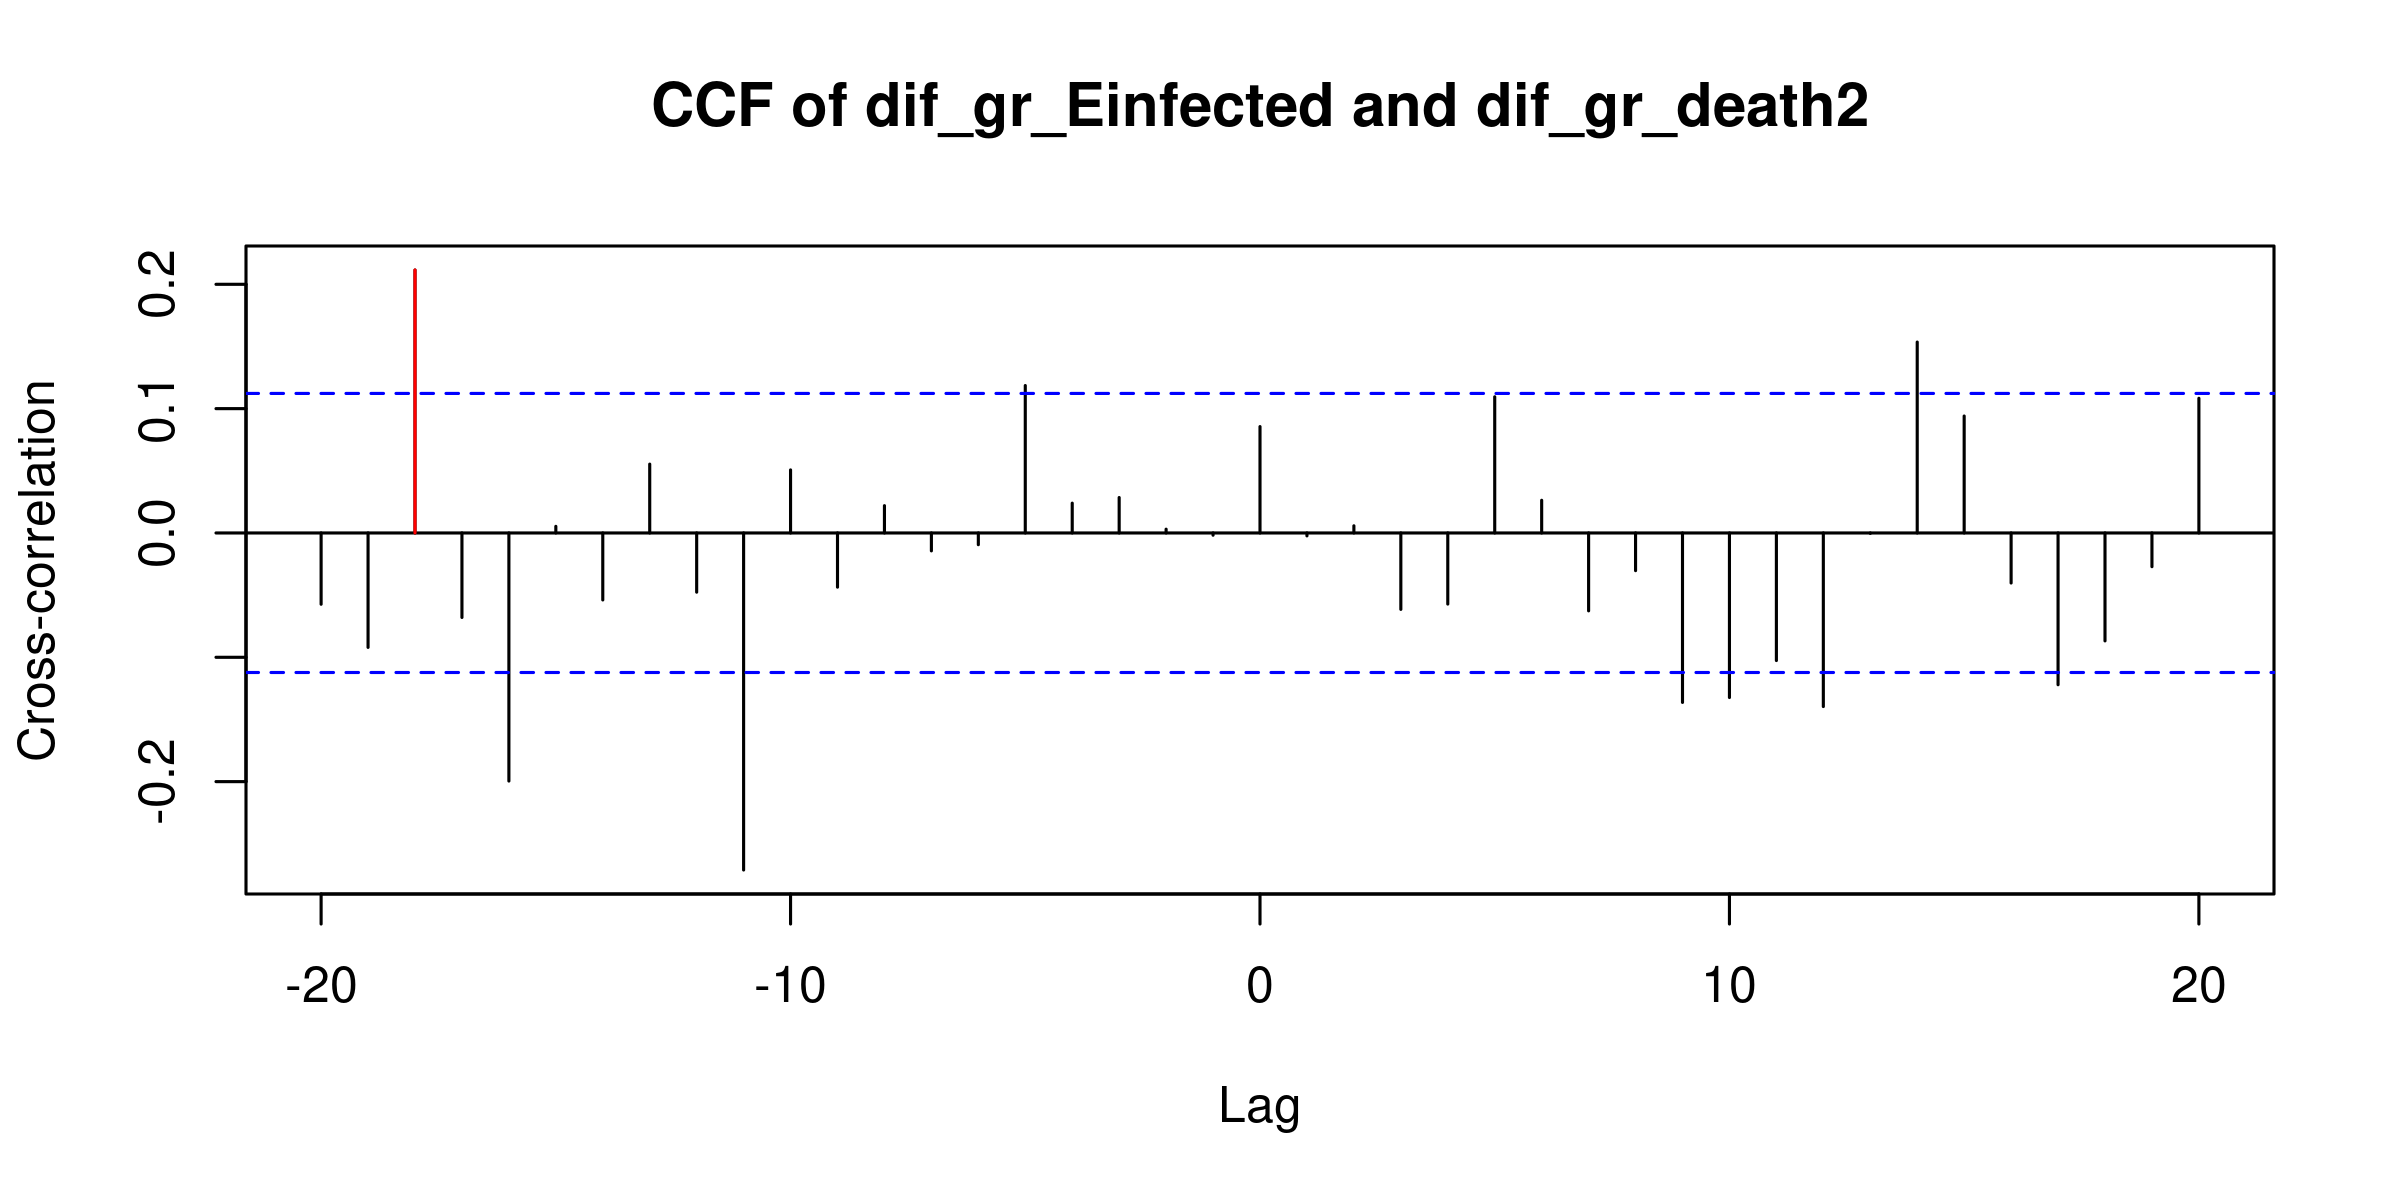 CCF of dif_gr_Einfected and dif_gr_death2
Cross-correlation
0.2
0.1
0.0
-0.2
-20 -10 0 10 20
Lag